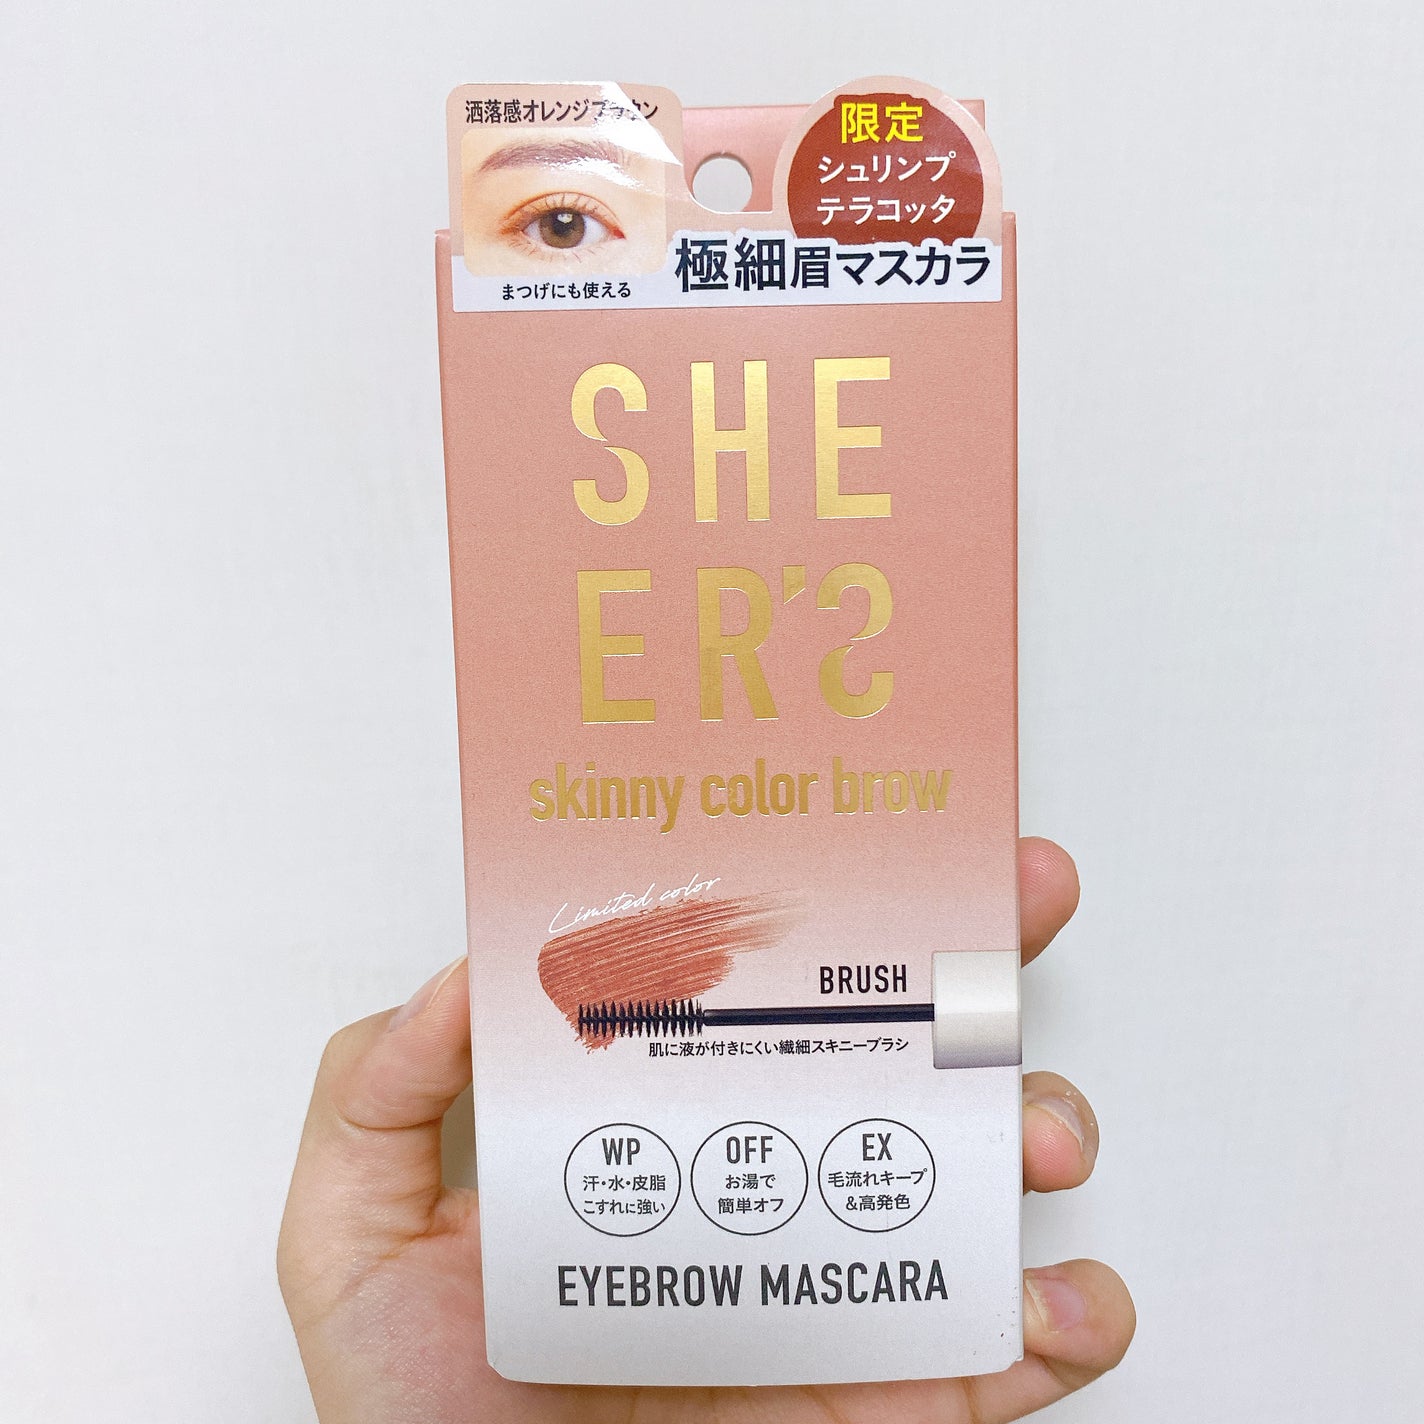 洒落感オレンジブラウン
まつげにも使える
限定
シュリンプ
テラコッタ
極細眉マスカラ
SHE
ER'S
skinny color brow
Limited color
BRUSH
肌に液が付きにくい繊細スキニーブラシ
WP
汗・水・皮脂
こすれに強い
OFF
お湯で
簡単オフ
EX
毛流れキープ
&高発色
EYEBROW MASCARA